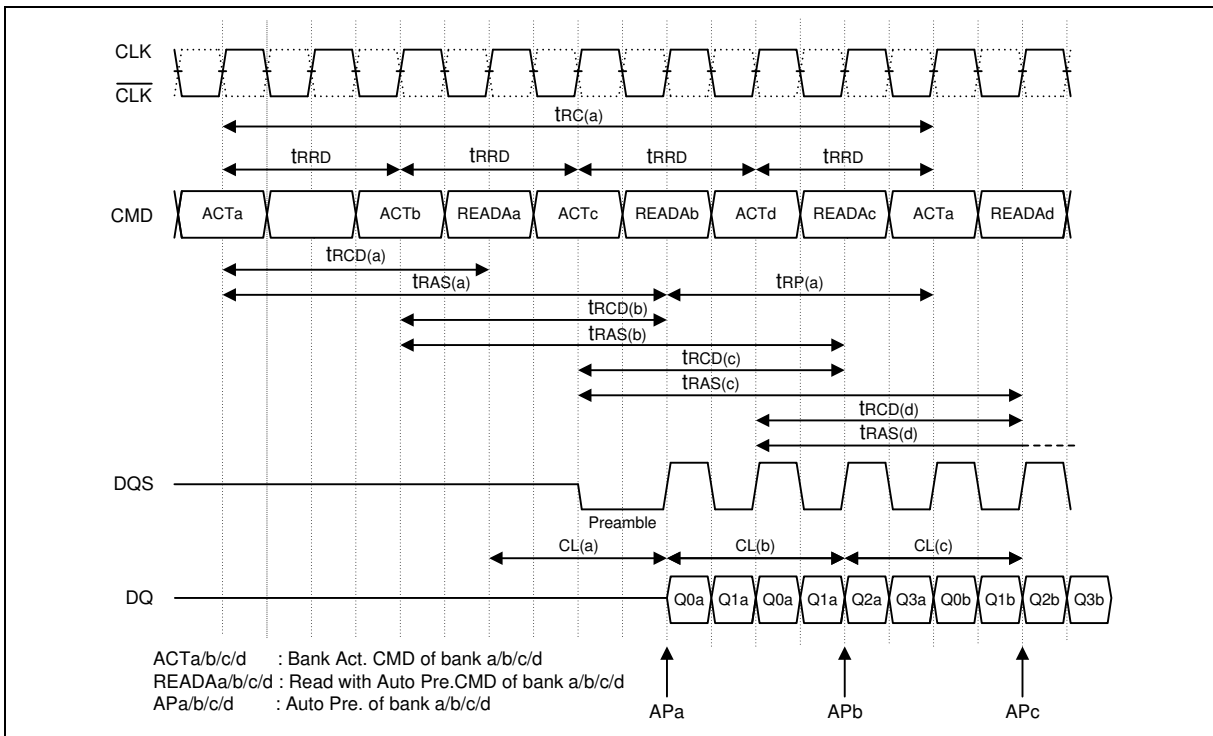 CLK
CLK
tRC(a)
tRRD tRRD tRRD tRRD
CMD ACTa ACTb READAa ACTc READAb ACTd READAc ACTa READAd
tRCD(a)
tRAS(a) tRP(a)
tRCD(b)
tRAS(b)
tRCD(c)
tRAS(c)
tRCD(d)
tRAS(d)
DQS
Preamble
CL(a) CL(b) CL(c)
DQ Q0a Q1a Q0a Q1a Q2a Q3a Q0b Q1b Q2b Q3b
ACTa/b/c/d : Bank Act. CMD of bank a/b/c/d
READAa/b/c/d : Read with Auto Pre.CMD of bank a/b/c/d
APa/b/c/d : Auto Pre. of bank a/b/c/d
APa APb APc